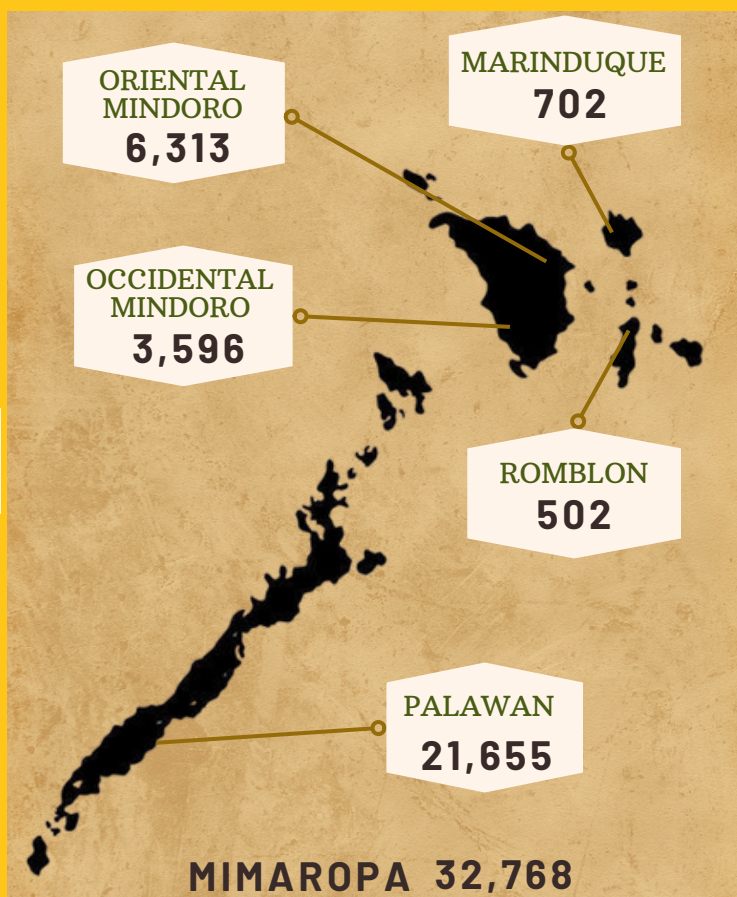 ORIENTAL
MINDORO
6,313
MARINDUQUE
702
OCCIDENTAL
MINDORO
3,596
ROMBLON
502
PALAWAN
21,655
MIMAROPA 32,768